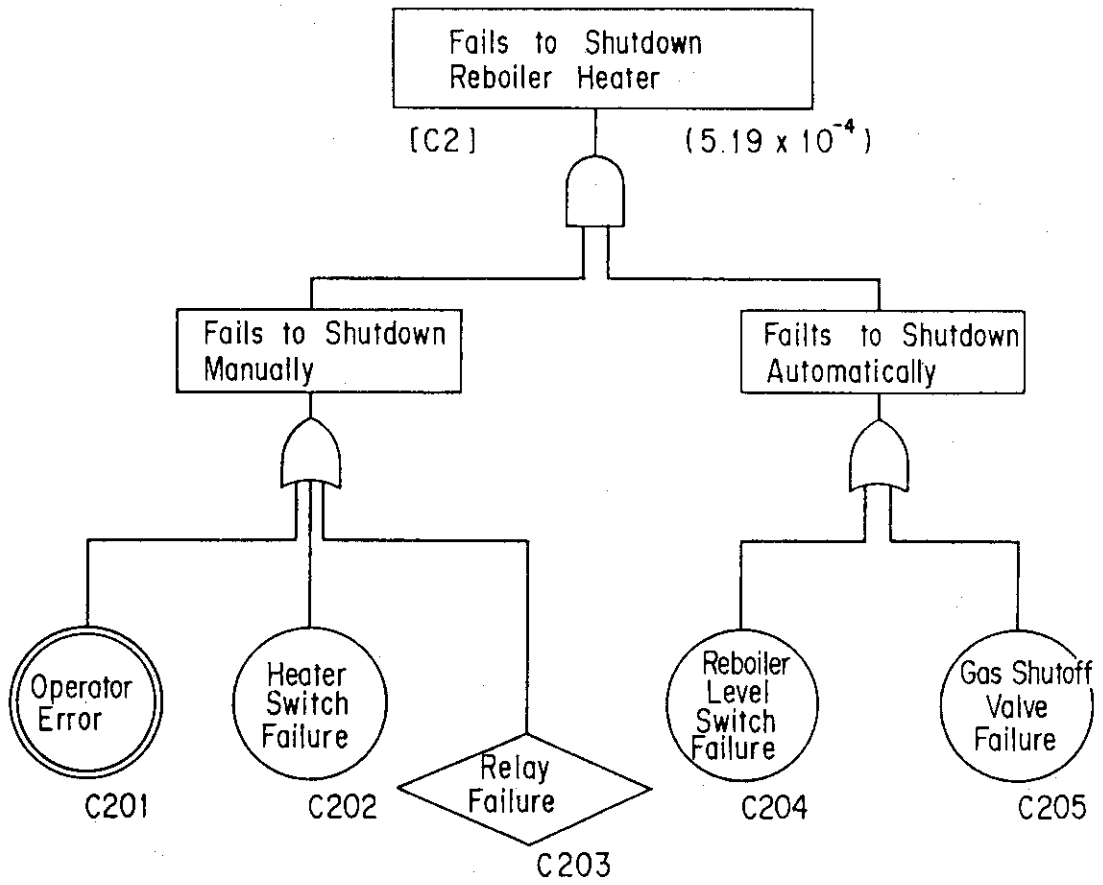 Fails to Shutdown
Reboiler Heater
[C2]
(5.19 x 10⁻⁴)
Fails to Shutdown
Manually
Failts to Shutdown
Automatically
Operator
Error
C201
Heater
Switch
Failure
C202
Relay
Failure
C203
Reboiler
Level
Switch
Failure
C204
Gas Shutoff
Valve
Failure
C205